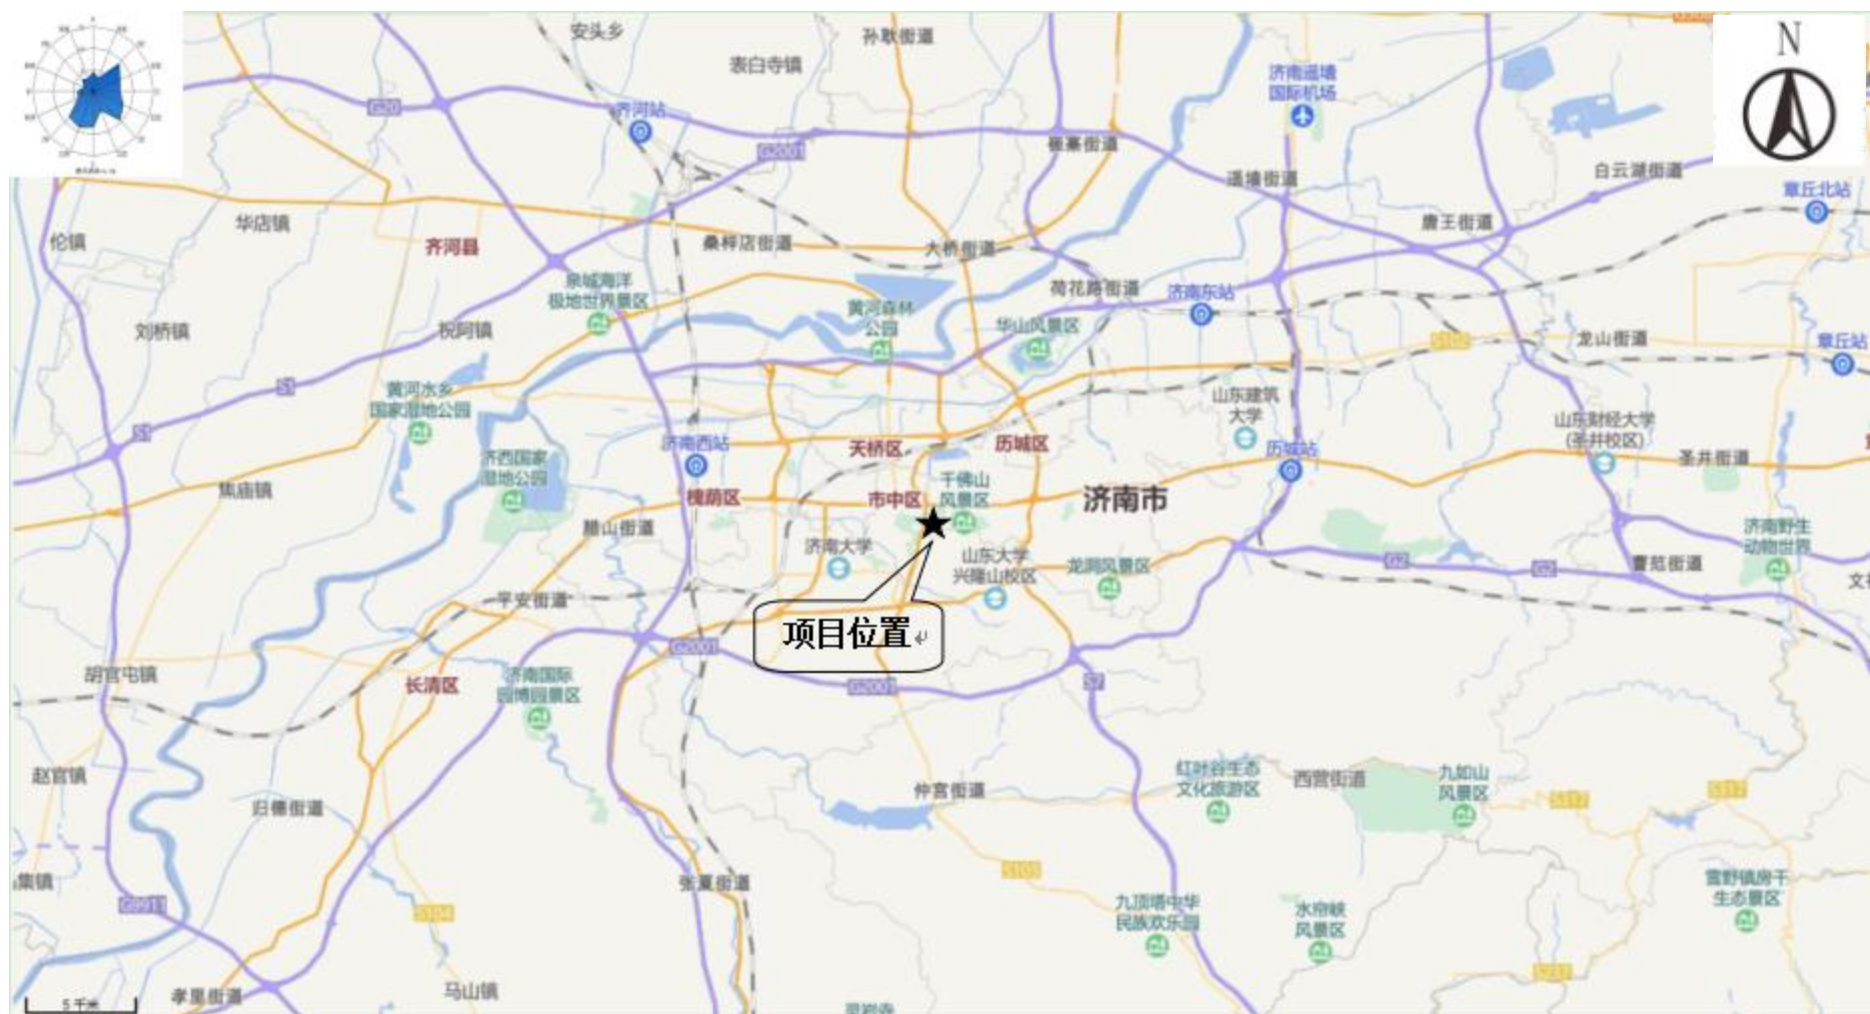 安头乡
孙耿街道
N
表白寺镇
济南遥墙
国际机场
G20
齐河站
G2001
崔寨街道
遥墙街道
白云湖街道
章丘北站
华店镇
伦镇
齐河县
桑梓店街道
大桥街道
唐王街道
泉城海洋
极地世界景区
荷花路街道
济南东站
黄河森林
公园
华山风景区
刘桥镇
祝阿镇
龙山街道
章丘站
S102
S1
黄河水乡
国家湿地公园
山东建筑
大学
山东财经大学
(圣井校区)
S1
济南西站
天桥区
历城区
历城站
圣井街道
济西国家
湿地公园
焦庙镇
槐荫区
市中区
千佛山
风景区
济南市
腊山街道
济南大学
山东大学
兴隆山校区
龙洞风景区
G2
G2
曹范街道
济南野生
动物世界
平安街道
项目位置
G2001
G2001
S7
胡官屯镇
长清区
济南国际
园博园景区
赵官镇
归德街道
仲宫街道
红叶谷生态
文化旅游区
西营街道
九如山
风景区
S317
S317
S103
张夏街道
G9911
S104
九顶塔中华
民族欢乐园
水帘峡
风景区
雪野镇房干
生态景区
孝里街道
马山镇
5 千米